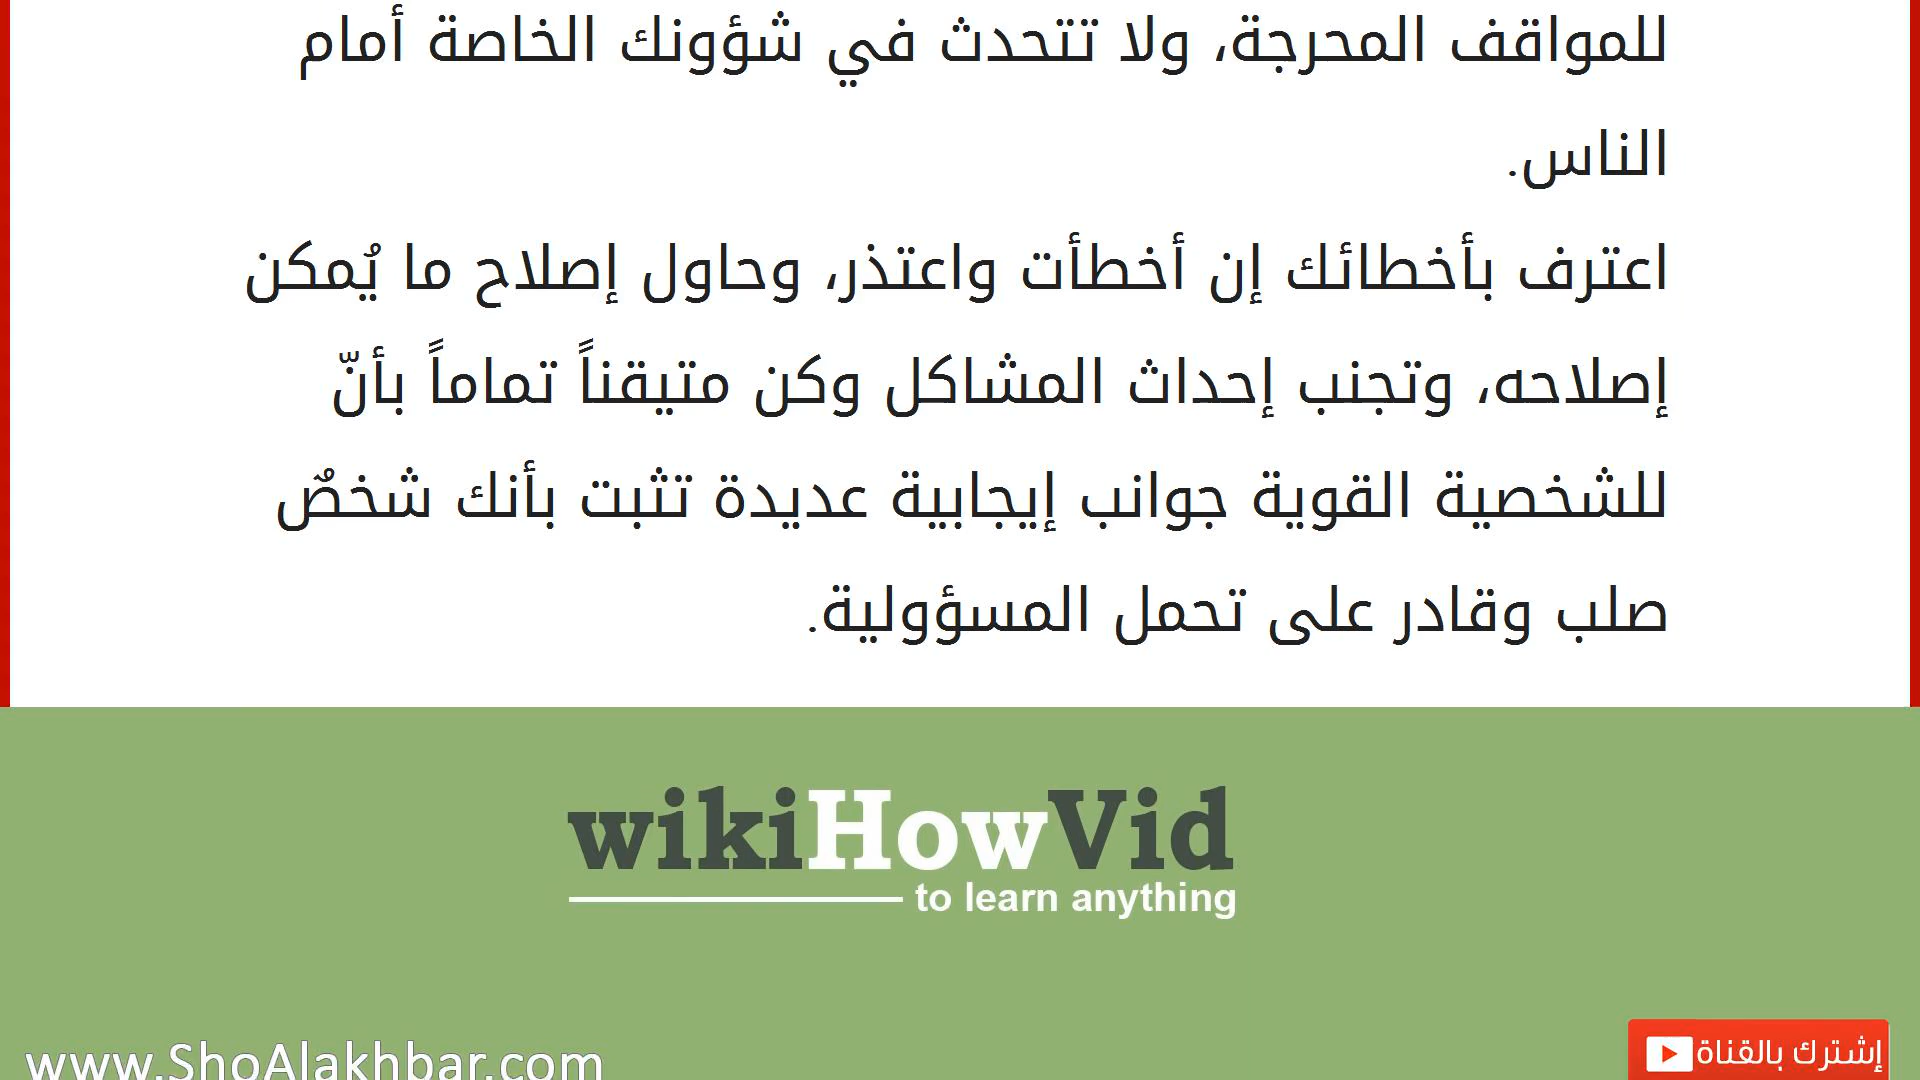 للمواقف المحرجة، ولا تتحدث في شؤونك الخاصة أمام
الناس.
اعترف بأخطائك إن أخطأت واعتذر، وحاول إصلاح ما يُمكن
إصلاحه، وتجنب إحداث المشاكل وكن متيقناً تماماً بأنّ
للشخصية القوية جوانب إيجابية عديدة تثبت بأنك شخصٌ
صلب وقادر على تحمل المسؤولية.
wikiHowVid
to learn anything
www.ShoAlakhbar.com
إشترك بالقناة